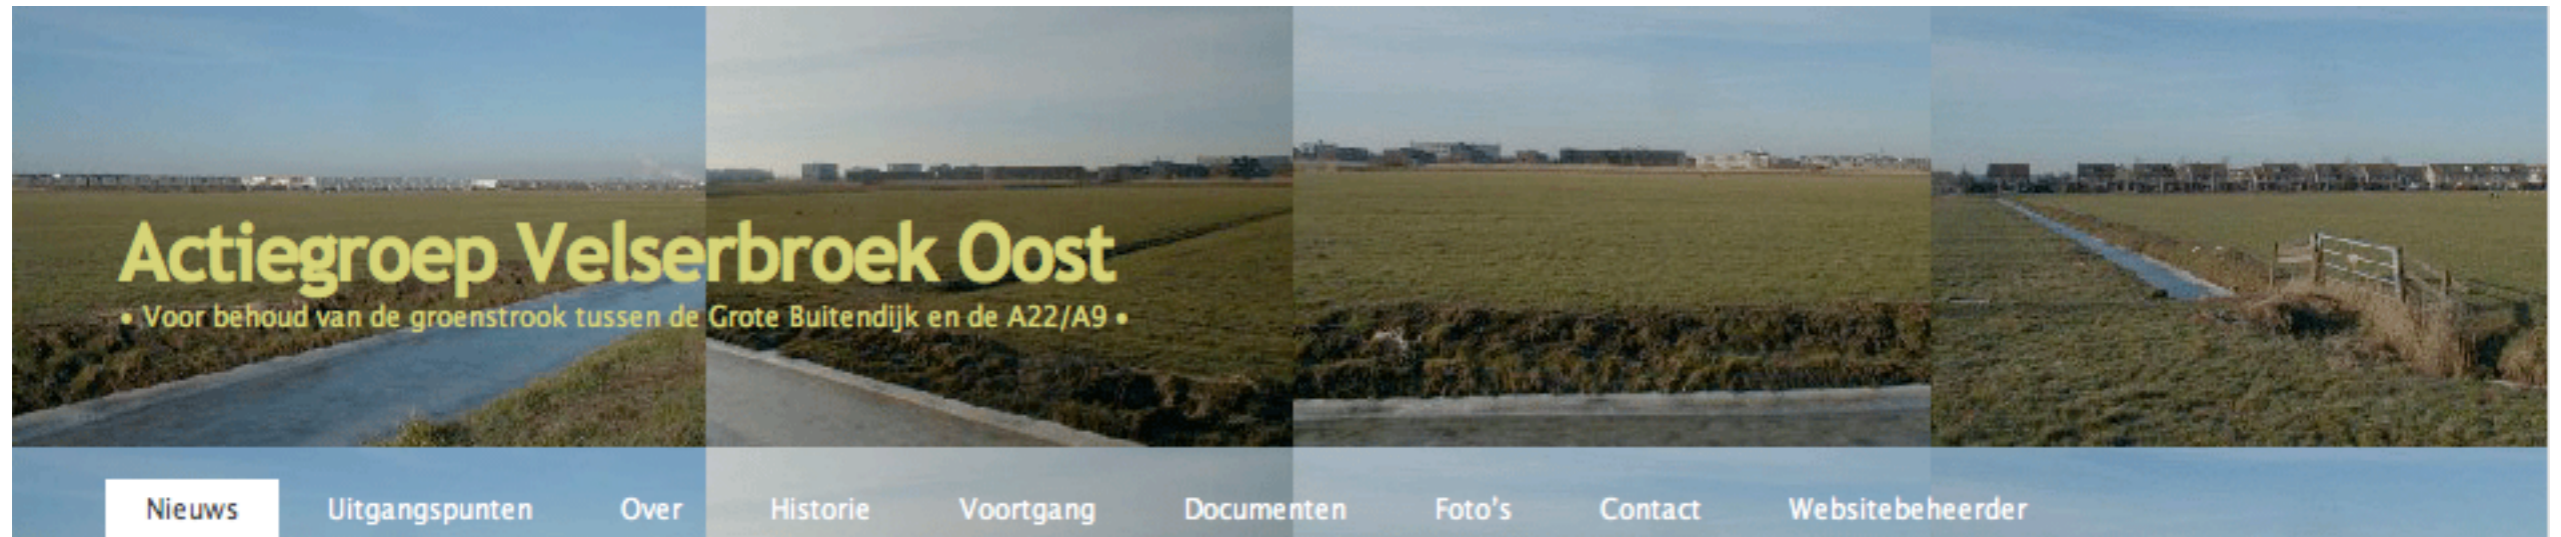 Actiegroep Velserbroek Oost
• Voor behoud van de groenstrook tussen de Grote Buitendijk en de A22/A9 •
Nieuws Uitgangspunten Over Historie Voortgang Documenten Foto's Contact Websitebeheerder